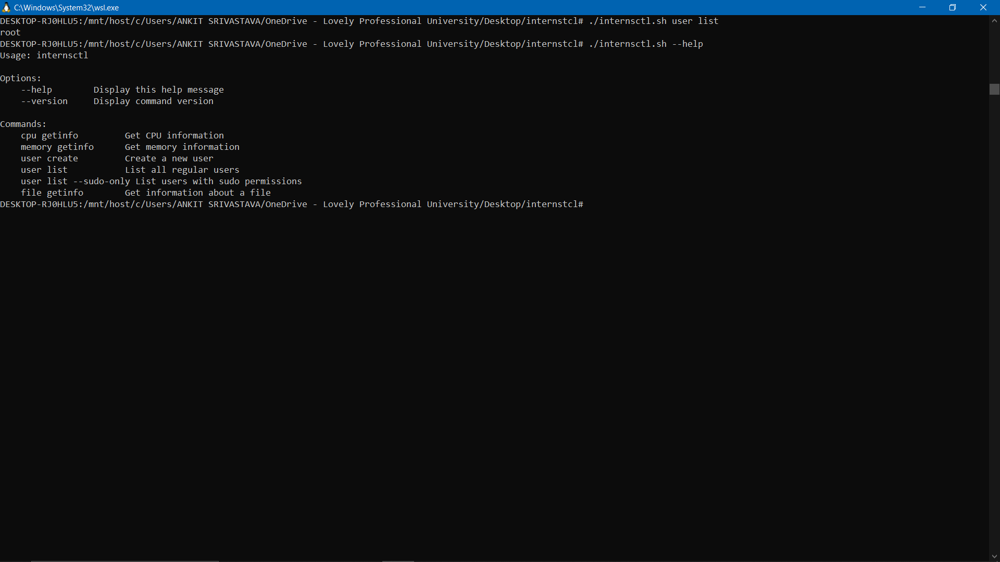 C:\Windows\System32\wsl.exe
DESKTOP-RJ0HLU5:/mnt/host/c/Users/ANKIT SRIVASTAVA/OneDrive - Lovely Professional University/Desktop/internstcl# ./internsctl.sh user list
root
DESKTOP-RJ0HLU5:/mnt/host/c/Users/ANKIT SRIVASTAVA/OneDrive - Lovely Professional University/Desktop/internstcl# ./internsctl.sh --help
Usage: internsctl

Options:
    --help        Display this help message
    --version     Display command version

Commands:
    cpu getinfo         Get CPU information
    memory getinfo      Get memory information
    user create         Create a new user
    user list           List all regular users
    user list --sudo-only List users with sudo permissions
    file getinfo        Get information about a file
DESKTOP-RJ0HLU5:/mnt/host/c/Users/ANKIT SRIVASTAVA/OneDrive - Lovely Professional University/Desktop/internstcl#